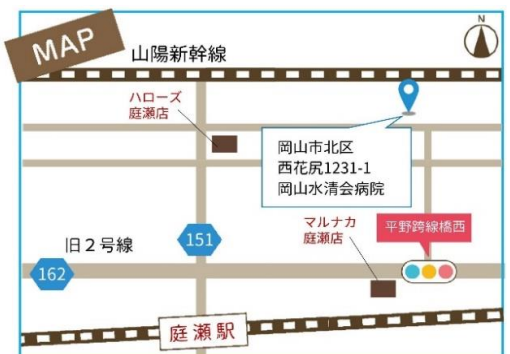 MAP
N
山陽新幹線
ハローズ
庭瀬店
岡山市北区
西花尻1231-1
岡山水清会病院
マルナカ
庭瀬店
平野跨線橋西
旧２号線
151
162
庭瀬駅